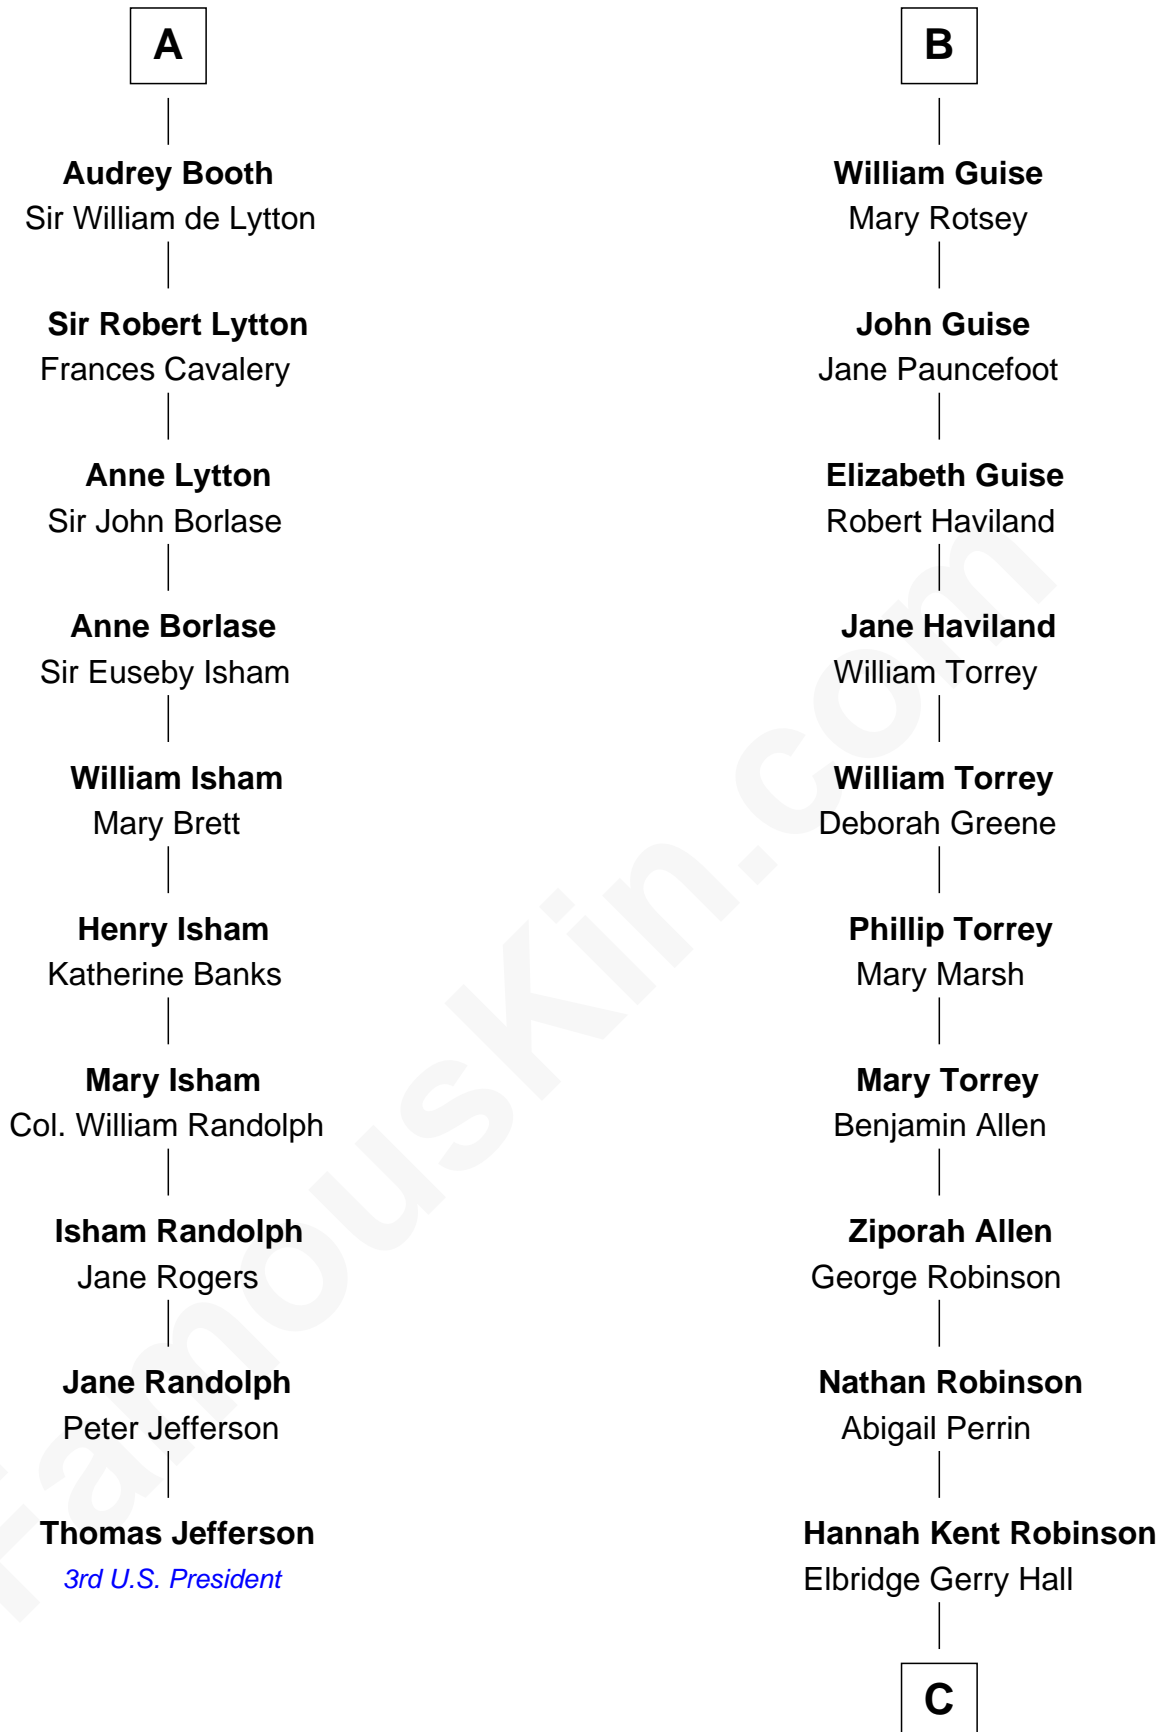 A
Audrey Booth
Sir William de Lytton
Sir Robert Lytton
Frances Cavalery
Anne Lytton
Sir John Borlase
Anne Borlase
Sir Euseby Isham
William Isham
Mary Brett
Henry Isham
Katherine Banks
Mary Isham
Col. William Randolph
Isham Randolph
Jane Rogers
Jane Randolph
Peter Jefferson
Thomas Jefferson
3rd U.S. President
B
William Guise
Mary Rotsey
John Guise
Jane Pauncefoot
Elizabeth Guise
Robert Haviland
Jane Haviland
William Torrey
William Torrey
Deborah Greene
Phillip Torrey
Mary Marsh
Mary Torrey
Benjamin Allen
Ziporah Allen
George Robinson
Nathan Robinson
Abigail Perrin
Hannah Kent Robinson
Elbridge Gerry Hall
C
FamousKin.com